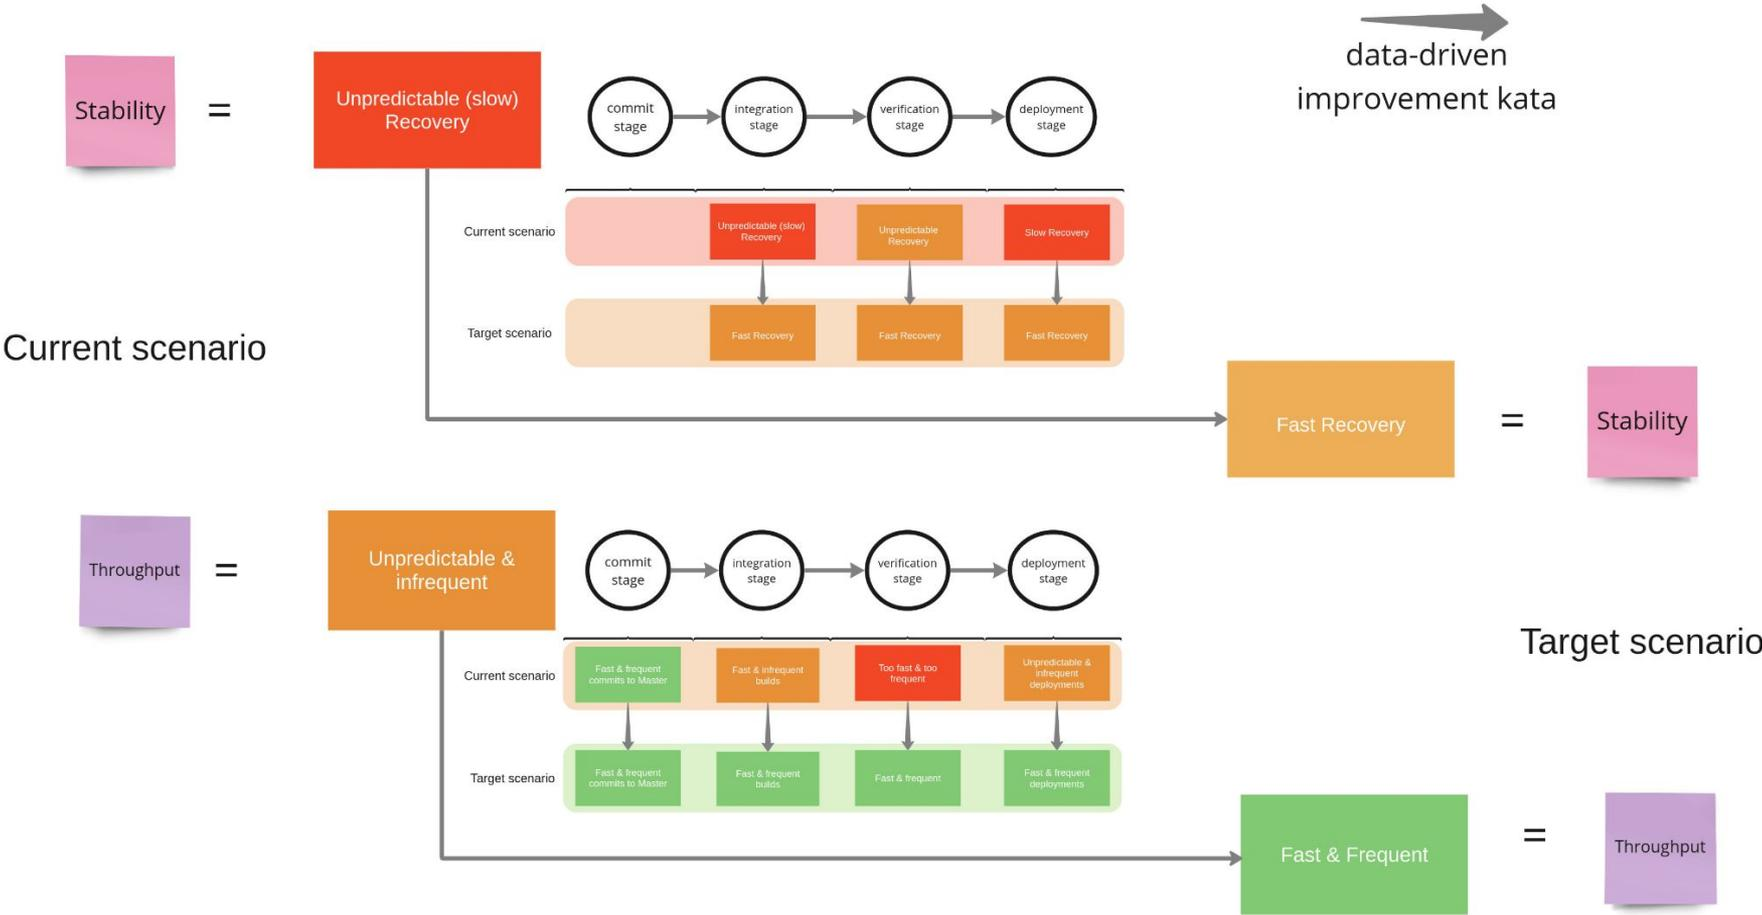 data-driven
improvement kata
Stability
=
Unpredictable (slow)
Recovery
commit
stage
integration
stage
verification
stage
deployment
stage
Current scenario
Unpredictable (slow)
Recovery
Unpredictable
Recovery
Slow Recovery
Target scenario
Fast Recovery
Fast Recovery
Fast Recovery
Current scenario
Fast Recovery
=
Stability
Throughput
=
Unpredictable &
infrequent
commit
stage
integration
stage
verification
stage
deployment
stage
Current scenario
Fast & frequent
commits to Master
Fast & infrequent
builds
Too fast & too
frequent
Unpredictable &
infrequent
deployments
Target scenario
Fast & frequent
commits to Master
Fast & frequent
builds
Fast & frequent
Fast & frequent
deployments
Target scenario
Fast & Frequent
=
Throughput